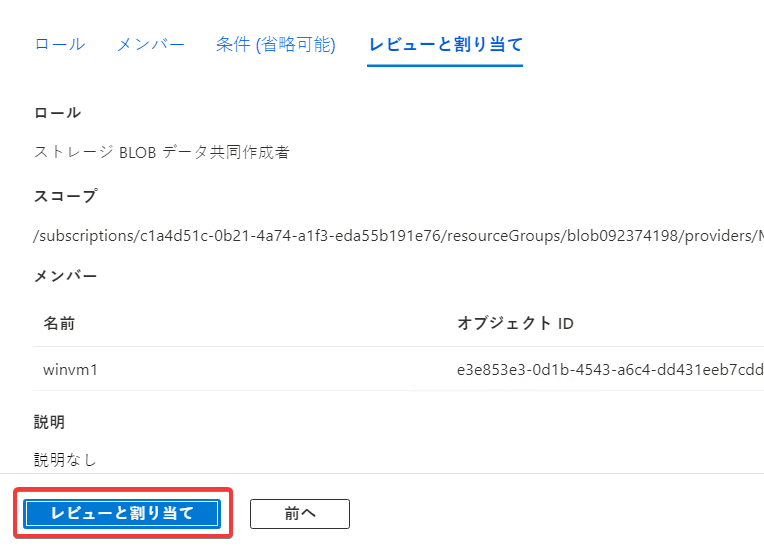 ロール メンバー 条件 (省略可能) レビューと割り当て
ロール
ストレージ BLOB データ共同作成者
スコープ
/subscriptions/c1a4d51c-0b21-4a74-a1f3-eda55b191e76/resourceGroups/blob092374198/providers/M
メンバー
名前 オブジェクト ID
winvm1 e3e853e3-0d1b-4543-a6c4-dd431eeb7cdd
説明
説明なし
レビューと割り当て 前へ